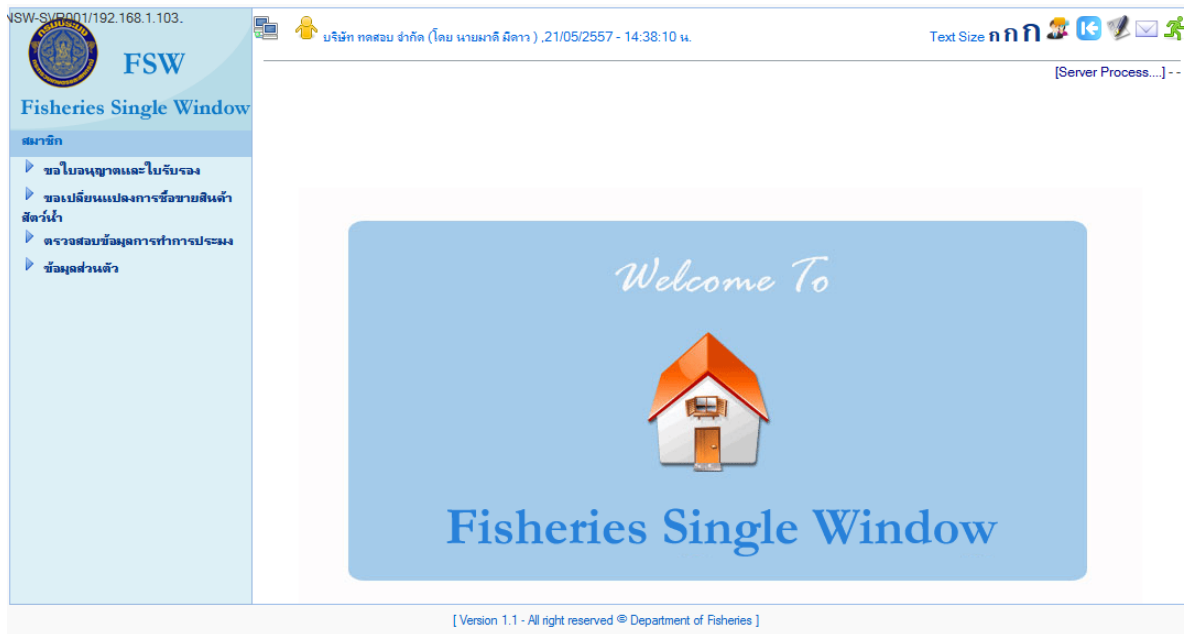 NSW-SVR001/192.168.1.103.
บริษัท ทดสอบ จำกัด (โดย นายมาดี มีดาว ) ,21/05/2557 - 14:38:10 น.
Text Size ก ก ก
FSW
[Server Process....] - -
Fisheries Single Window
สมาชิก
ขอใบอนุญาตและใบรับรอง
ขอเปลี่ยนแปลงการซื้อขายสินค้า
สัตว์น้ำ
ตรวจสอบข้อมูลการทำการประมง
ข้อมูลส่วนตัว
Welcome To
Fisheries Single Window
[ Version 1.1 - All right reserved © Department of Fisheries ]